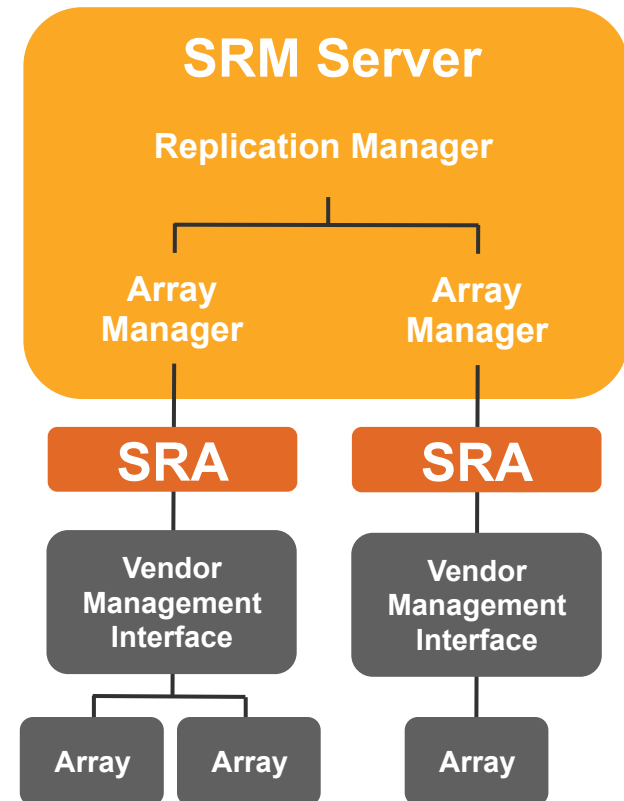 SRM Server
Replication Manager
Array
Manager
Array
Manager
SRA
SRA
Vendor
Management
Interface
Vendor
Management
Interface
Array
Array
Array